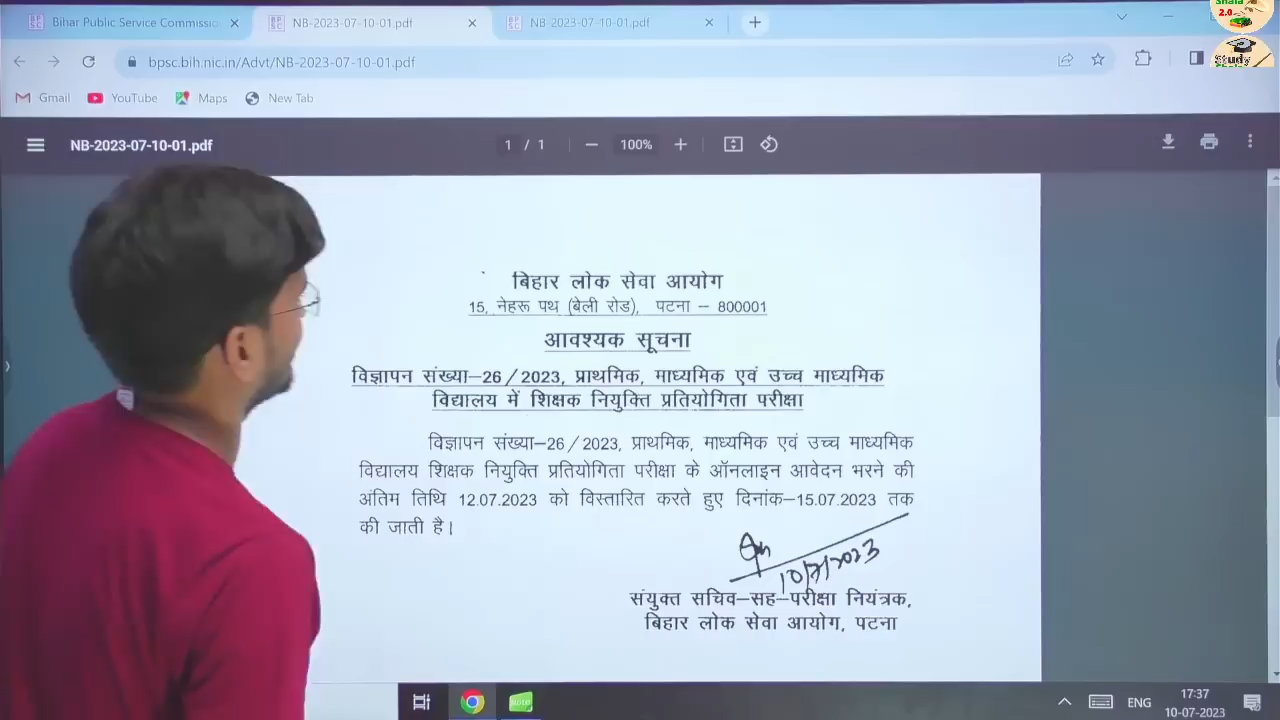 Bihar Public Service Commissi
NB-2023-07-10-01.pdf
NB-2023-07-10-01.pdf
Shala
2.0
Study
bpsc.bih.nic.in/Advt/NB-2023-07-10-01.pdf
Gmail
YouTube
Maps
New Tab
NB-2023-07-10-01.pdf
1 / 1
100%
बिहार लोक सेवा आयोग
15, नेहरू पथ (बेली रोड), पटना – 800001
आवश्यक सूचना
विज्ञापन संख्या–26/2023, प्राथमिक, माध्यमिक एवं उच्च माध्यमिक
विद्यालय में शिक्षक नियुक्ति प्रतियोगिता परीक्षा
विज्ञापन संख्या–26/2023, प्राथमिक, माध्यमिक एवं उच्च माध्यमिक
विद्यालय शिक्षक नियुक्ति प्रतियोगिता परीक्षा के ऑनलाइन आवेदन भरने की
अंतिम तिथि 12.07.2023 को विस्तारित करते हुए दिनांक–15.07.2023 तक
की जाती है।
10/7/2023
संयुक्त सचिव–सह–परीक्षा नियंत्रक,
बिहार लोक सेवा आयोग, पटना
ENG
17:37
10-07-2023